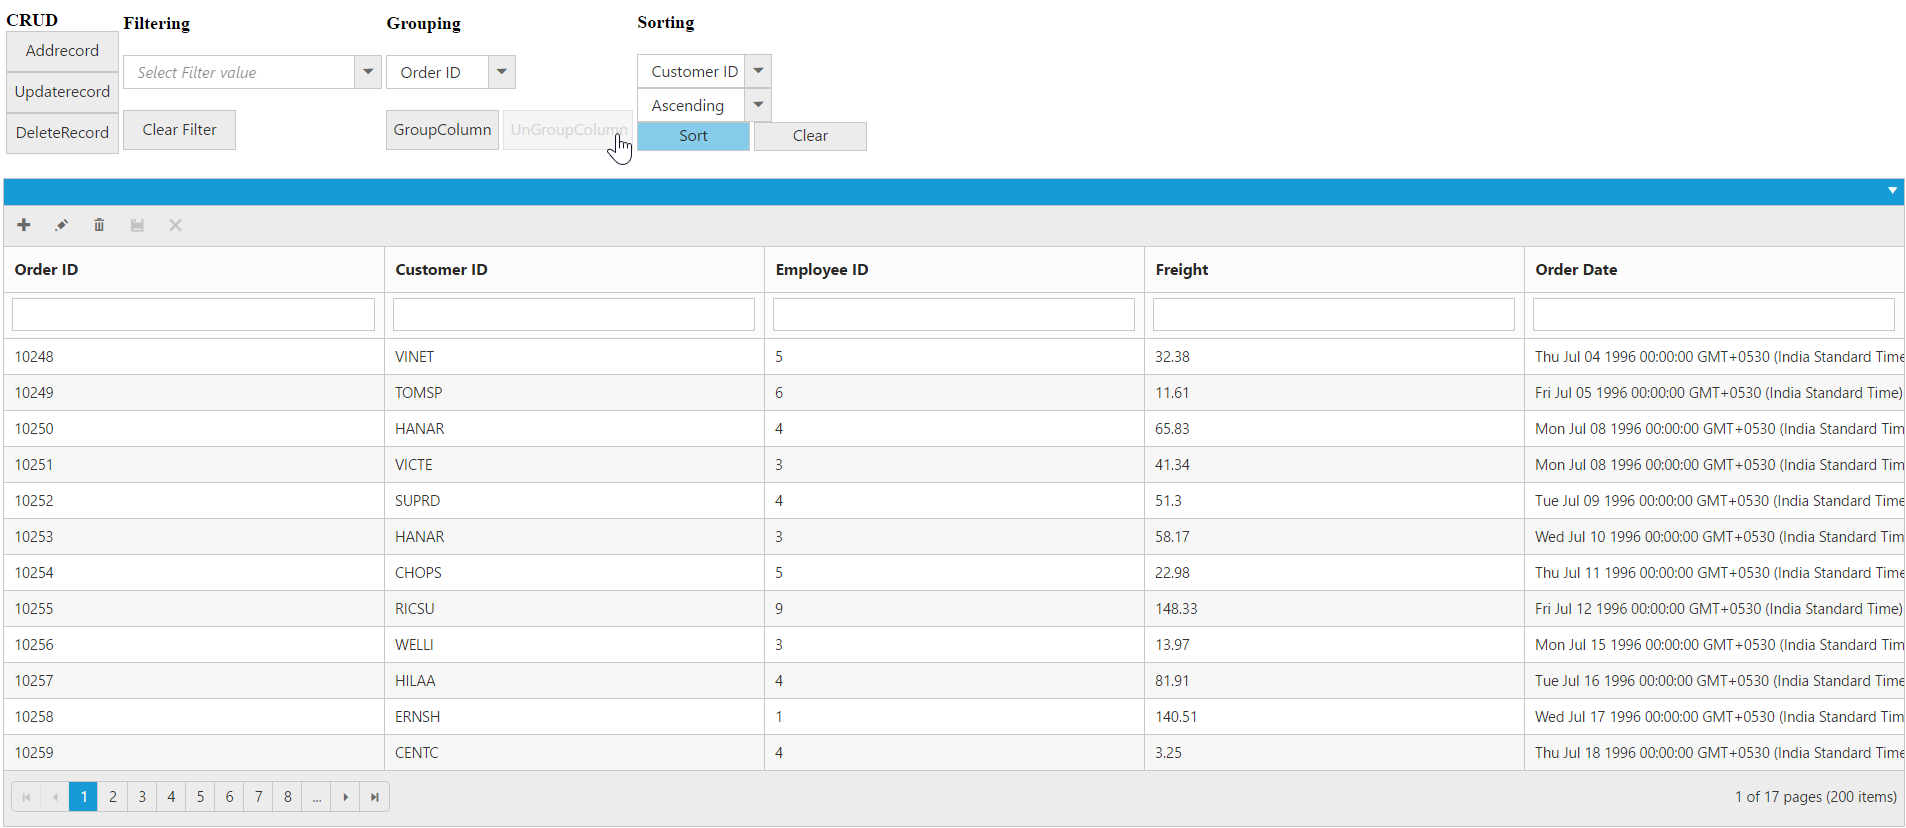 CRUD
Addrecord
Updaterecord
DeleteRecord
Filtering
Select Filter value
Clear Filter
Grouping
Order ID
GroupColumn UnGroupColumn
Sorting
Customer ID
Ascending
Sort Clear
Order ID Customer ID Employee ID Freight Order Date
10248 VINET 5 32.38 Thu Jul 04 1996 00:00:00 GMT+0530 (India Standard Time
10249 TOMSP 6 11.61 Fri Jul 05 1996 00:00:00 GMT+0530 (India Standard Time)
10250 HANAR 4 65.83 Mon Jul 08 1996 00:00:00 GMT+0530 (India Standard Tim
10251 VICTE 3 41.34 Mon Jul 08 1996 00:00:00 GMT+0530 (India Standard Tim
10252 SUPRD 4 51.3 Tue Jul 09 1996 00:00:00 GMT+0530 (India Standard Time
10253 HANAR 3 58.17 Wed Jul 10 1996 00:00:00 GMT+0530 (India Standard Tim
10254 CHOPS 5 22.98 Thu Jul 11 1996 00:00:00 GMT+0530 (India Standard Time
10255 RICSU 9 148.33 Fri Jul 12 1996 00:00:00 GMT+0530 (India Standard Time)
10256 WELLI 3 13.97 Mon Jul 15 1996 00:00:00 GMT+0530 (India Standard Tim
10257 HILAA 4 81.91 Tue Jul 16 1996 00:00:00 GMT+0530 (India Standard Time
10258 ERNSH 1 140.51 Wed Jul 17 1996 00:00:00 GMT+0530 (India Standard Tim
10259 CENTC 4 3.25 Thu Jul 18 1996 00:00:00 GMT+0530 (India Standard Time
1 2 3 4 5 6 7 8 ... 1 of 17 pages (200 items)